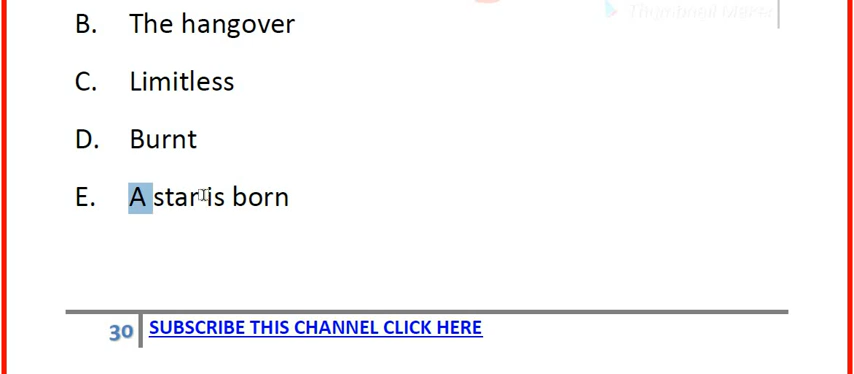 B. The hangover
C. Limitless
D. Burnt
E. A star is born
30 SUBSCRIBE THIS CHANNEL CLICK HERE